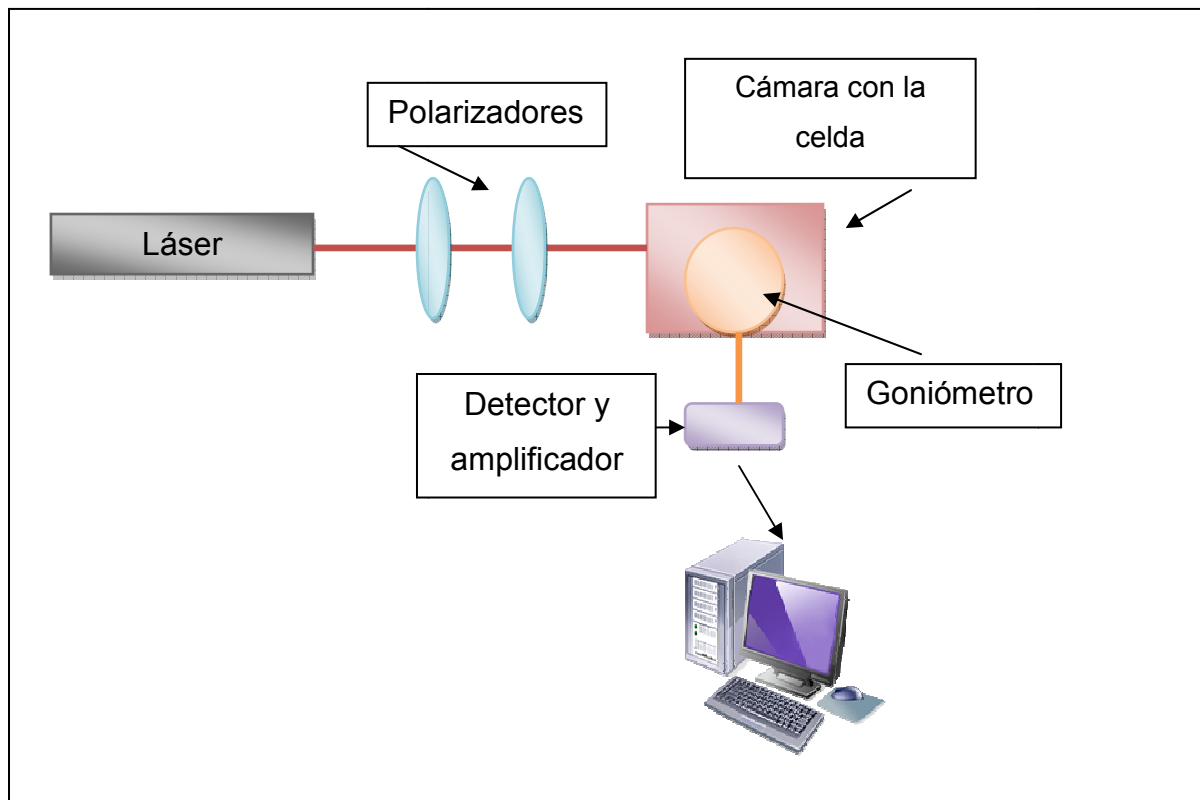 Polarizadores
Cámara con la
celda
Láser
Goniómetro
Detector y
amplificador